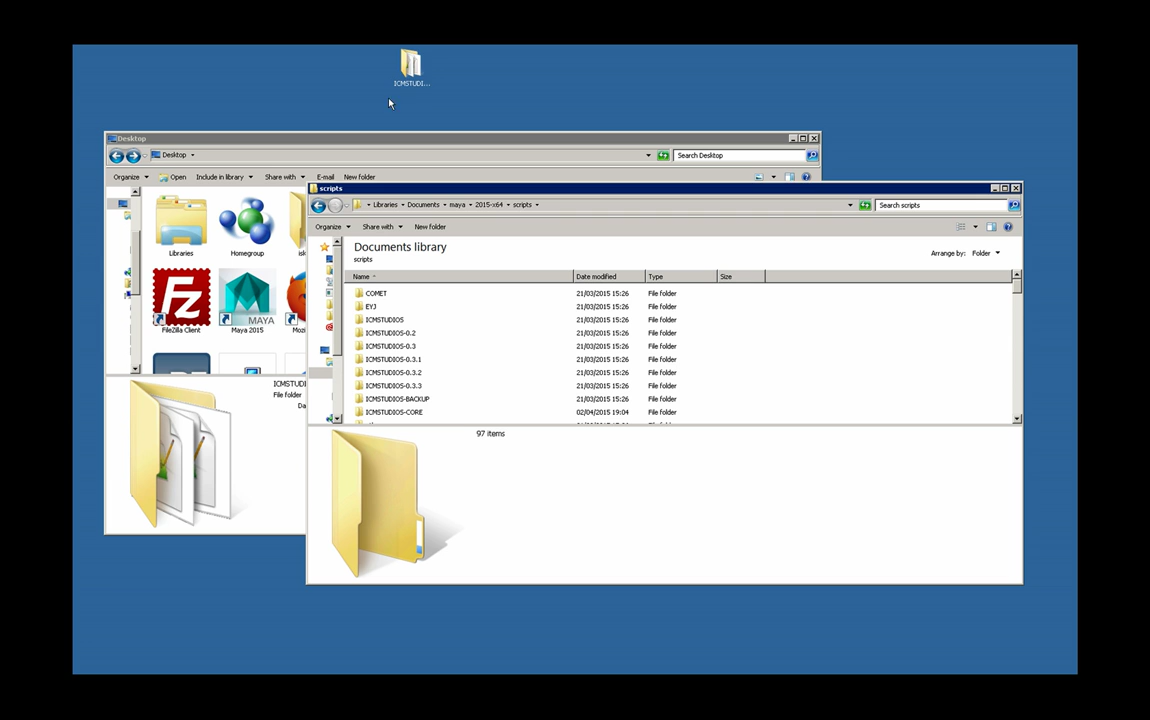 ICMSTUDI...
Desktop
Desktop
Search Desktop
Organize Open Include in library Share with E-mail New folder
Libraries Homegroup
FileZilla Client Maya 2015
MAYA
ICMSTUDI
File folder
scripts
Libraries Documents maya 2015-x64 scripts
Search scripts
Organize Share with New folder
Documents library
scripts
Arrange by: Folder
Name Date modified Type Size
COMET 21/03/2015 15:26 File folder
EYJ 21/03/2015 15:26 File folder
ICMSTUDIOS 21/03/2015 15:26 File folder
ICMSTUDIOS-0.2 21/03/2015 15:26 File folder
ICMSTUDIOS-0.3 21/03/2015 15:26 File folder
ICMSTUDIOS-0.3.1 21/03/2015 15:26 File folder
ICMSTUDIOS-0.3.2 21/03/2015 15:26 File folder
ICMSTUDIOS-0.3.3 21/03/2015 15:26 File folder
ICMSTUDIOS-BACKUP 21/03/2015 15:26 File folder
ICMSTUDIOS-CORE 02/04/2015 19:04 File folder
97 items